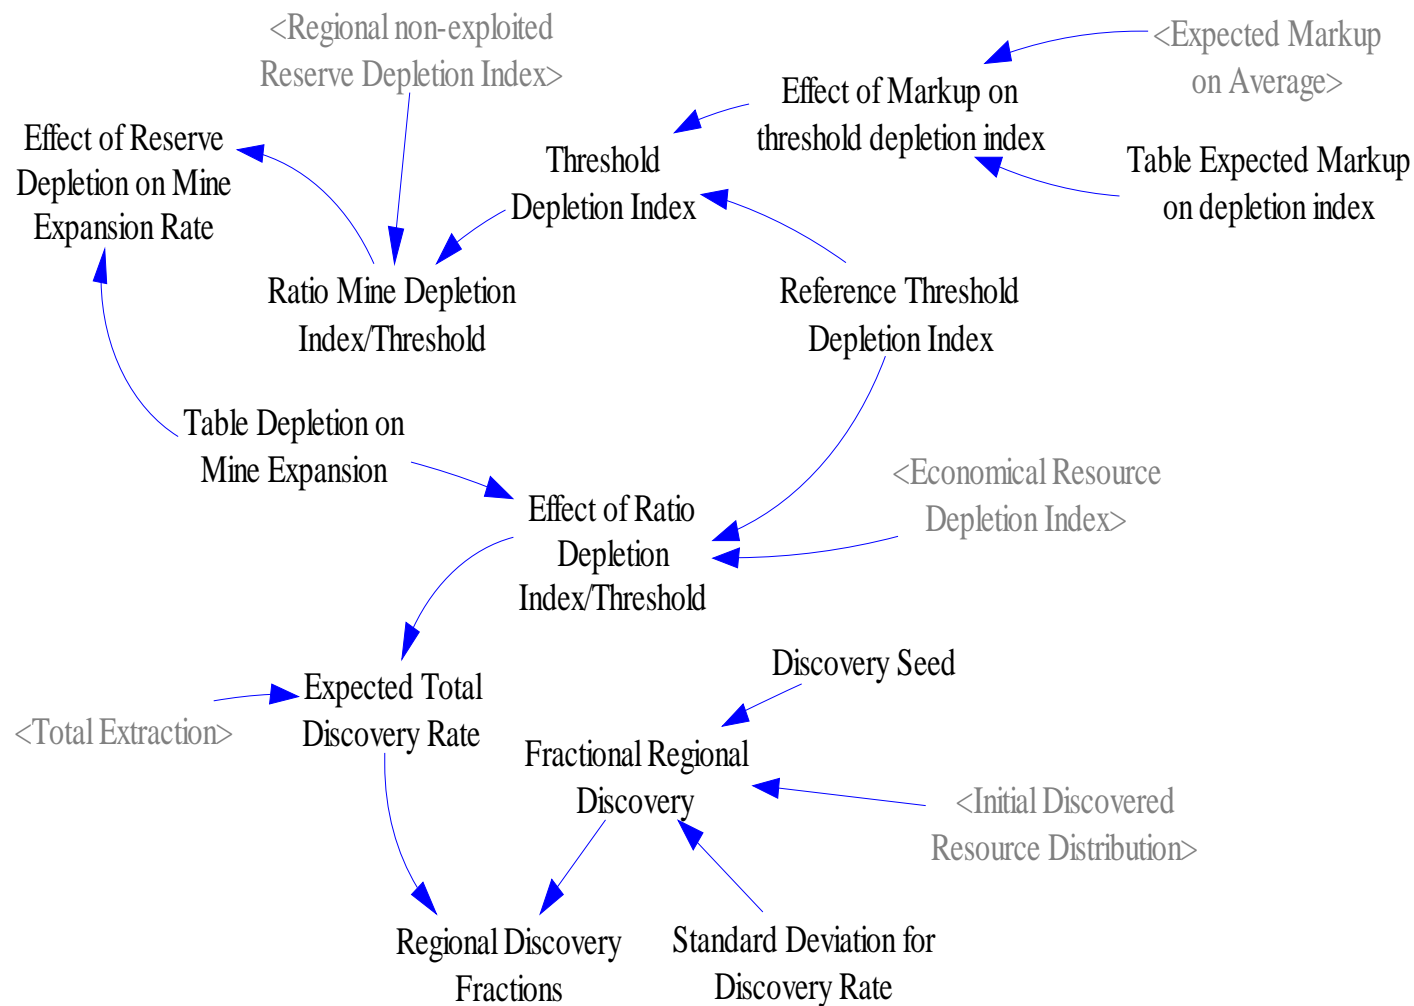 <Regional non-exploited
Reserve Depletion Index>
<Expected Markup
on Average>
Effect of Markup on
threshold depletion index
Effect of Reserve
Depletion on Mine
Expansion Rate
Threshold
Depletion Index
Table Expected Markup
on depletion index
Ratio Mine Depletion
Index/Threshold
Reference Threshold
Depletion Index
Table Depletion on
Mine Expansion
<Economical Resource
Depletion Index>
Effect of Ratio
Depletion
Index/Threshold
Discovery Seed
Expected Total
Discovery Rate
<Total Extraction>
Fractional Regional
Discovery
<Initial Discovered
Resource Distribution>
Regional Discovery
Fractions
Standard Deviation for
Discovery Rate